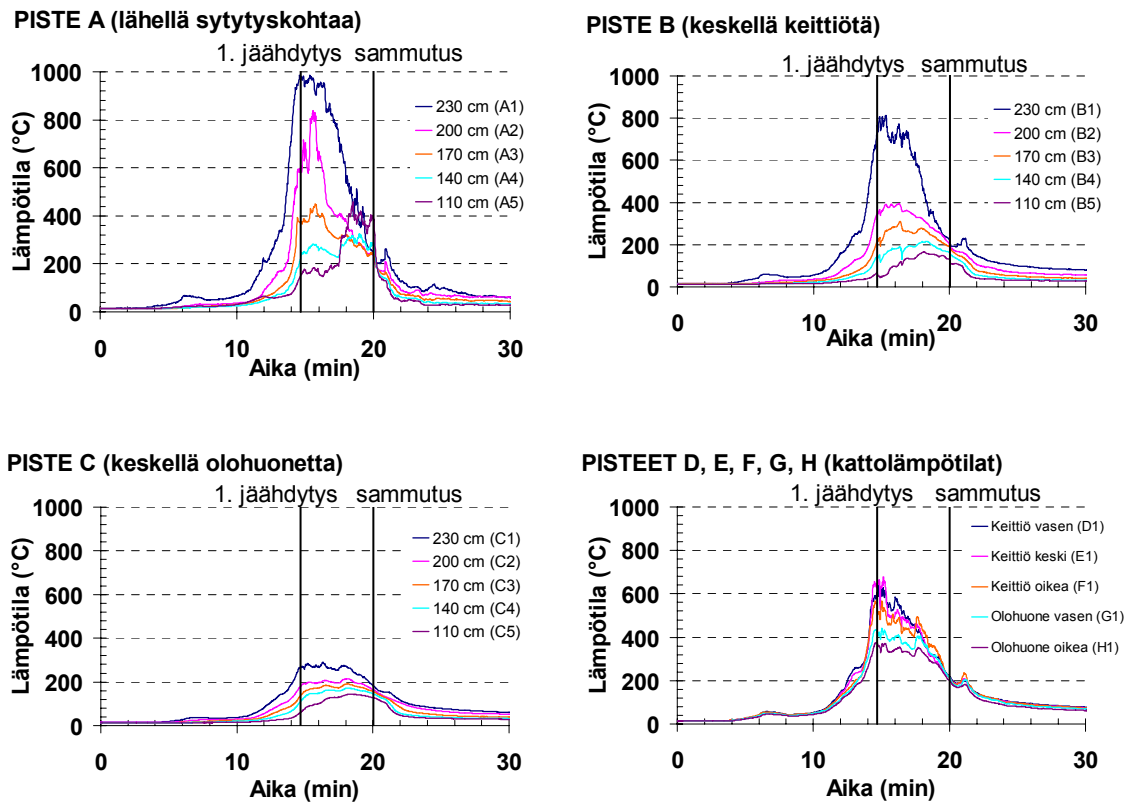 PISTE A (lähellä sytytyskohtaa)
1. jäähdytys sammutus
1000
800
600
400
200
0
Lämpötila (°C)
230 cm (A1)
200 cm (A2)
170 cm (A3)
140 cm (A4)
110 cm (A5)
0 10 20 30
Aika (min)
PISTE B (keskellä keittiötä)
1. jäähdytys sammutus
1000
800
600
400
200
0
Lämpötila (°C)
230 cm (B1)
200 cm (B2)
170 cm (B3)
140 cm (B4)
110 cm (B5)
0 10 20 30
Aika (min)
PISTE C (keskellä olohuonetta)
1. jäähdytys sammutus
1000
800
600
400
200
0
Lämpötila (°C)
230 cm (C1)
200 cm (C2)
170 cm (C3)
140 cm (C4)
110 cm (C5)
0 10 20 30
Aika (min)
PISTEET D, E, F, G, H (kattolämpötilat)
1. jäähdytys sammutus
1000
800
600
400
200
0
Lämpötila (°C)
Keittiö vasen (D1)
Keittiö keski (E1)
Keittiö oikea (F1)
Olohuone vasen (G1)
Olohuone oikea (H1)
0 10 20 30
Aika (min)